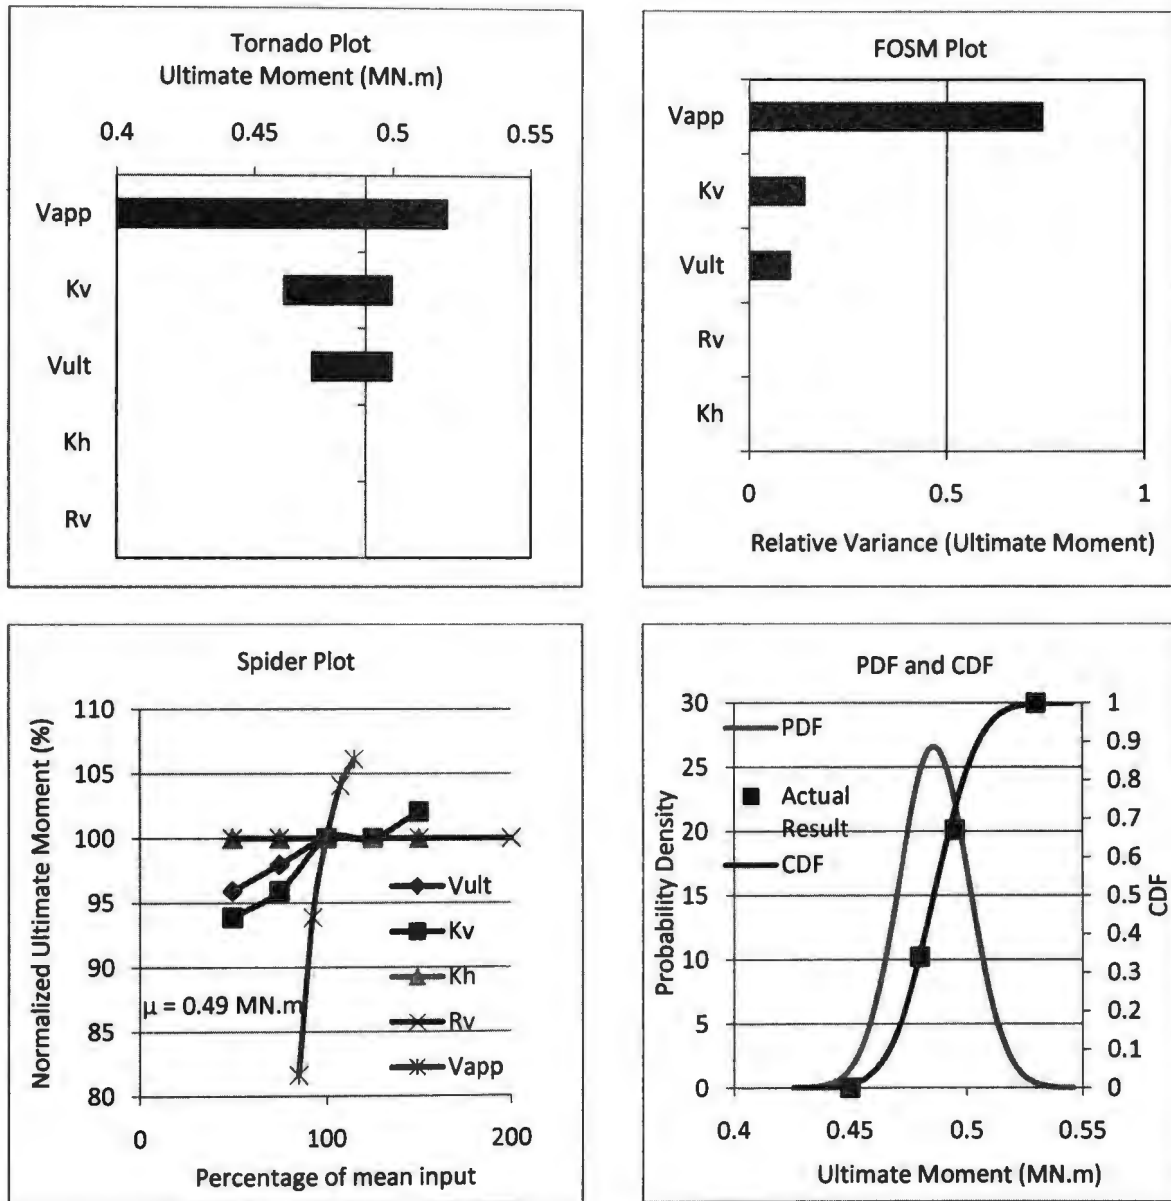 Tornado Plot
Ultimate Moment (MN.m)
0.4 0.45 0.5 0.55
Vapp
Kv
Vult
Kh
Rv
FOSM Plot
Vapp
Kv
Vult
Rv
Kh
0 0.5 1
Relative Variance (Ultimate Moment)
Spider Plot
Normalized Ultimate Moment (%)
110
105
100
95
90
85
80
Vult
Kv
Kh
Rv
Vapp
μ = 0.49 MN.m
0 100 200
Percentage of mean input
PDF and CDF
Probability Density
30
25
20
15
10
5
0
PDF
Actual
Result
CDF
1
0.9
0.8
0.7
0.6
0.5
0.4
0.3
0.2
0.1
0
CDF
0.4 0.45 0.5 0.55
Ultimate Moment (MN.m)